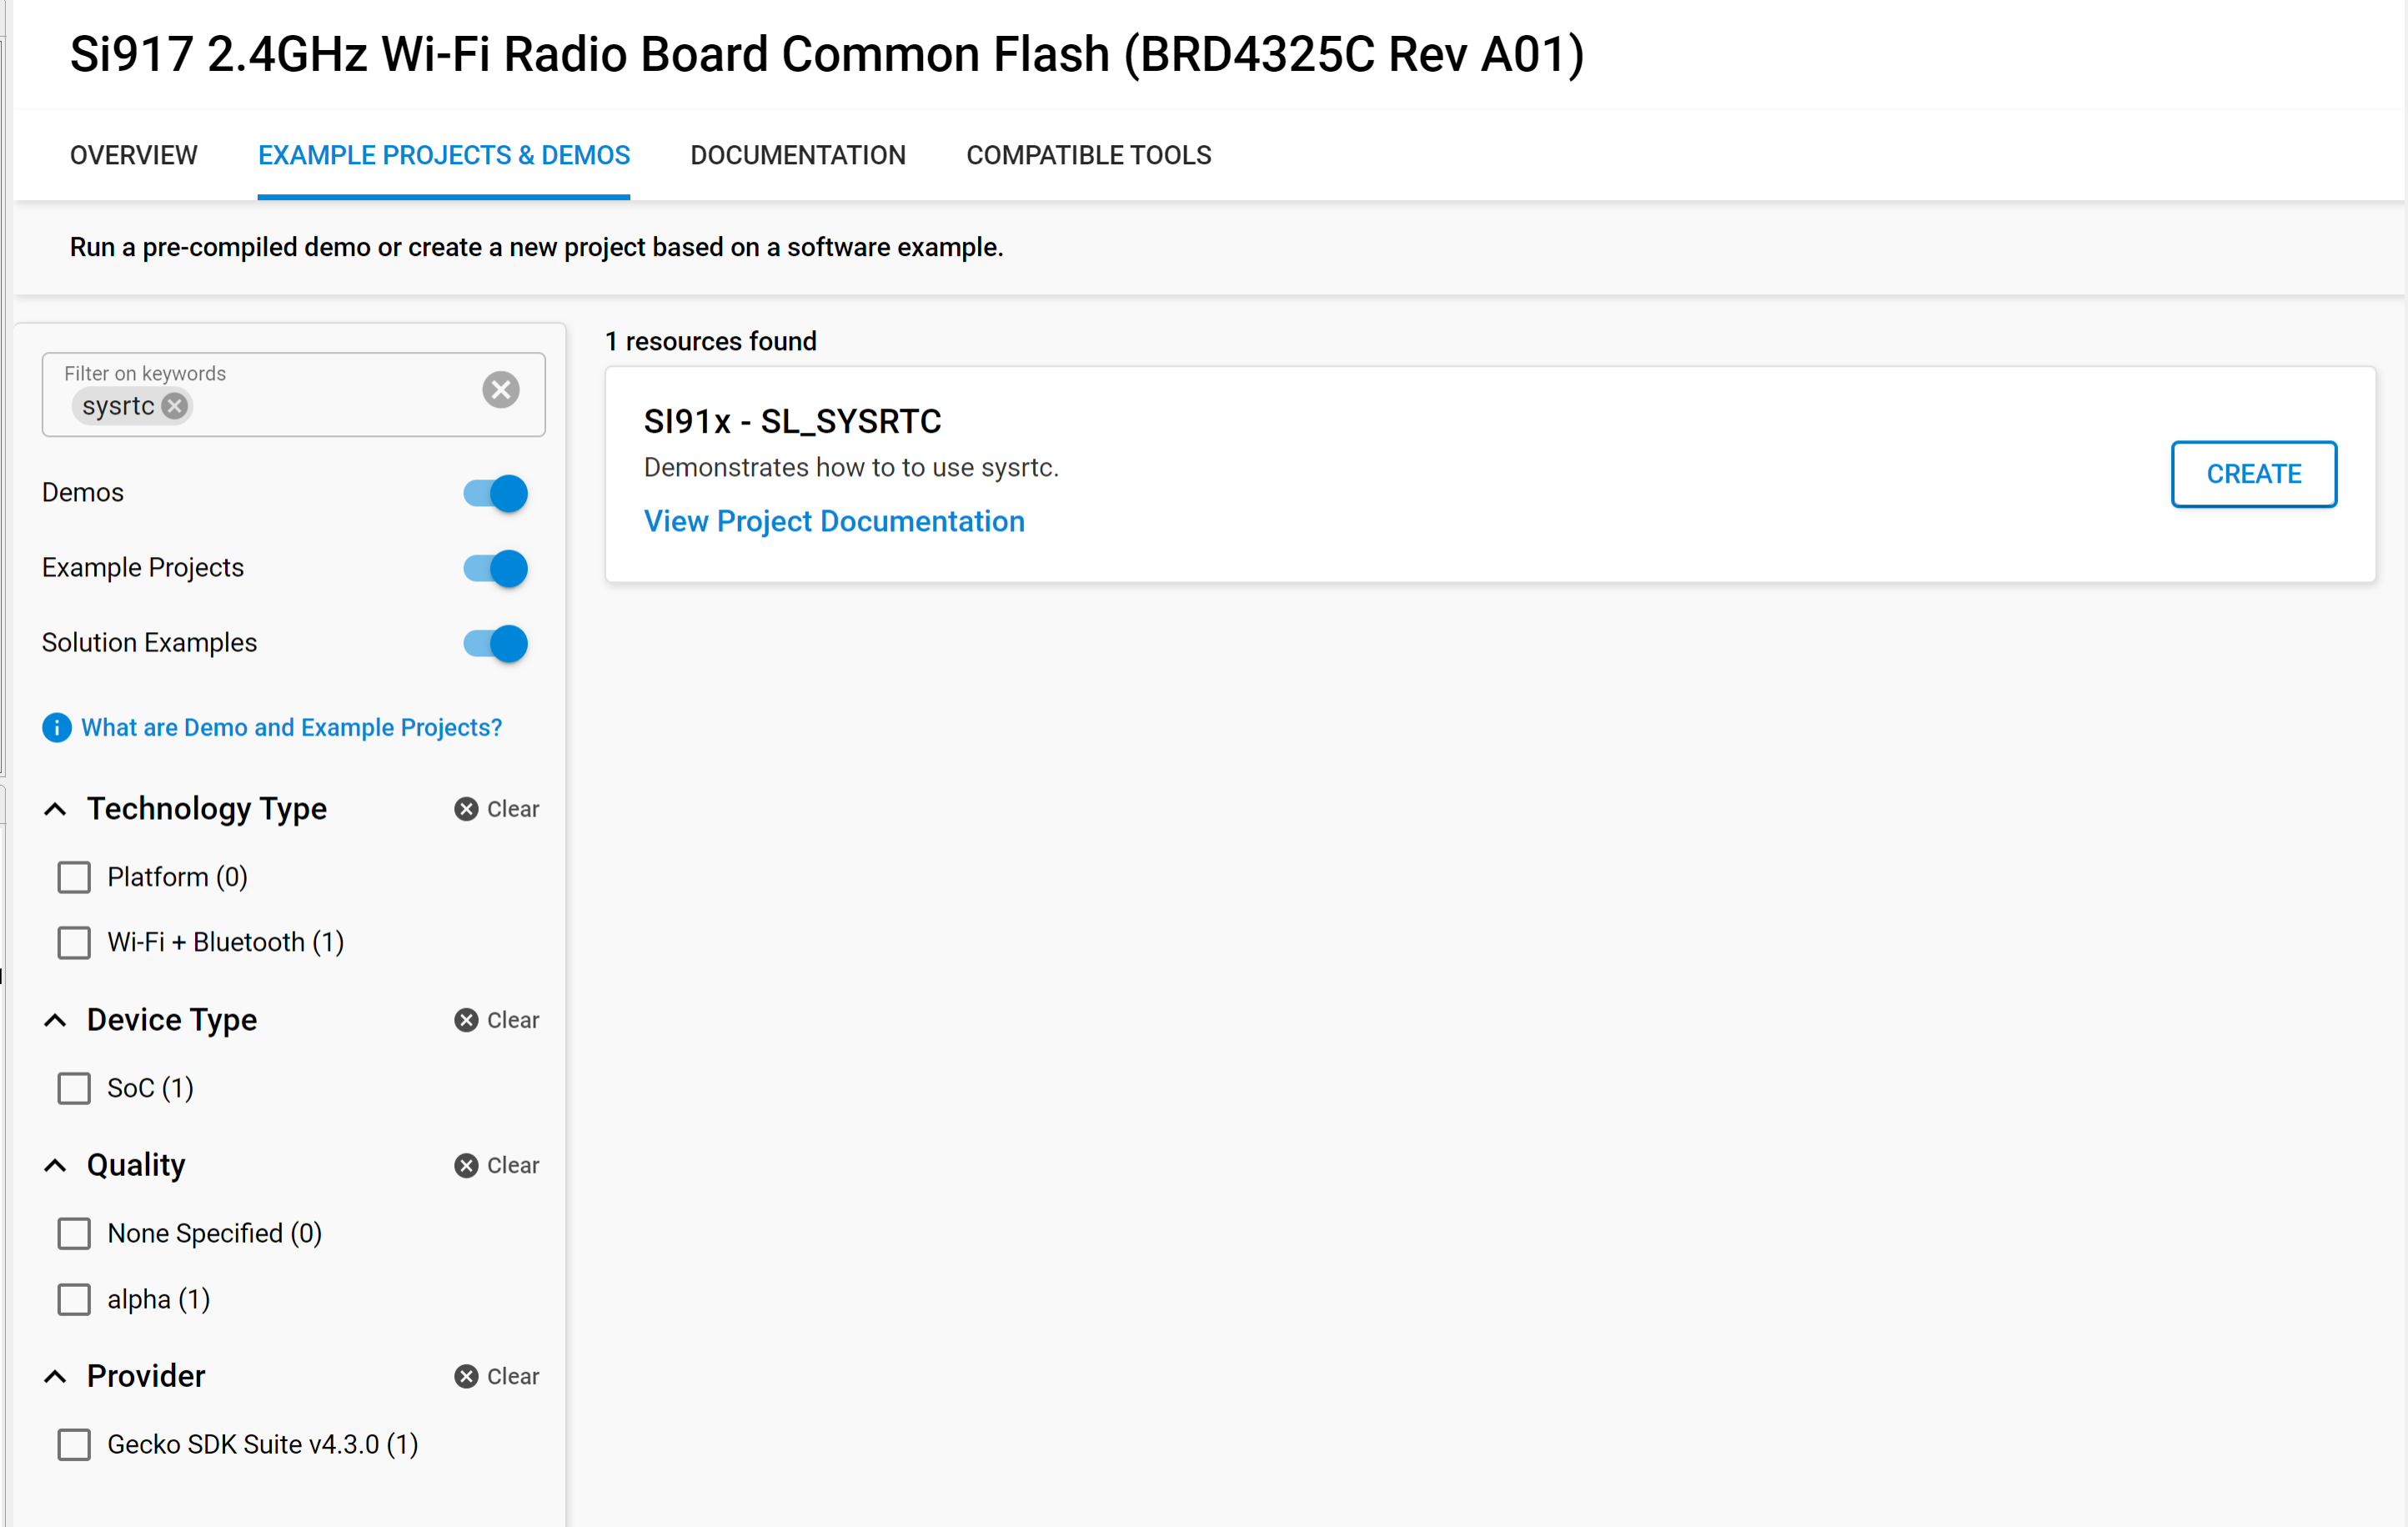 Si917 2.4GHz Wi-Fi Radio Board Common Flash (BRD4325C Rev A01)
OVERVIEW EXAMPLE PROJECTS & DEMOS DOCUMENTATION COMPATIBLE TOOLS
Run a pre-compiled demo or create a new project based on a software example.
Filter on keywords
sysrtc
Demos
Example Projects
Solution Examples
What are Demo and Example Projects?
Technology Type Clear
Platform (0)
Wi-Fi + Bluetooth (1)
Device Type Clear
SoC (1)
Quality Clear
None Specified (0)
alpha (1)
Provider Clear
Gecko SDK Suite v4.3.0 (1)
1 resources found
SI91x - SL_SYSRTC
Demonstrates how to to use sysrtc.
View Project Documentation
CREATE